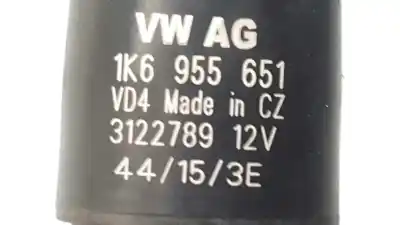 VW AG
1K6 955 651
VD4 Made in CZ
3122789 12V
44/15/3E